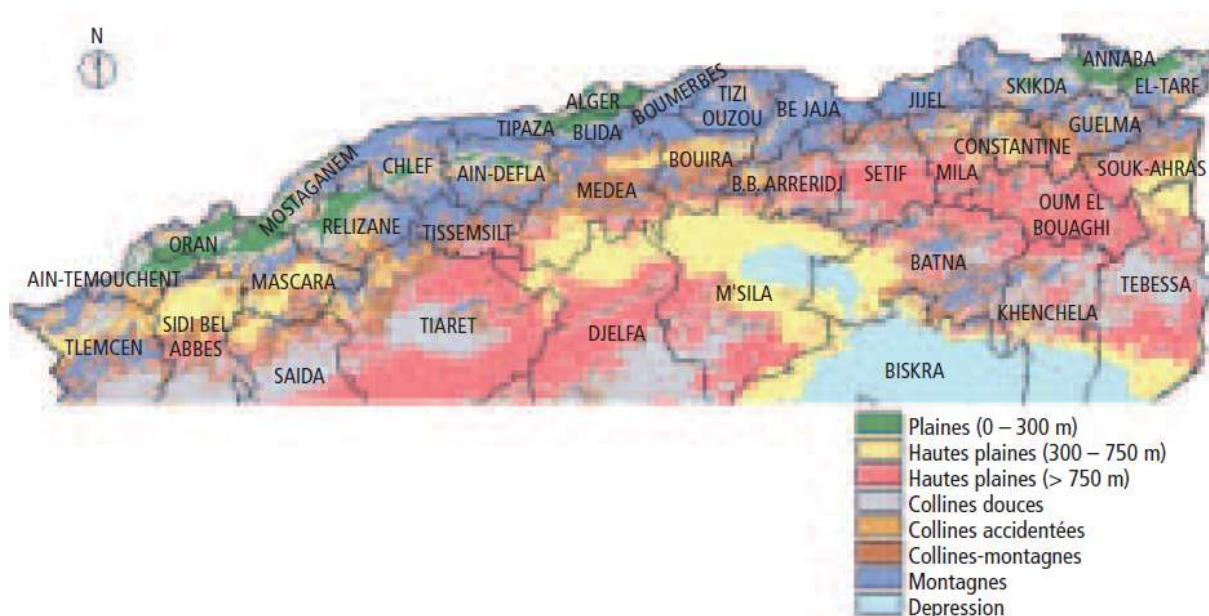 N
ANNABA
SKIKDA
EL-TARF
JIJEL
GUELMA
ALGER
BOUMERBES
TIZI
OUZOU
BE JAJA
TIPAZA
BLIDA
CONSTANTINE
MOSTAGANEM
CHLEF
AIN-DEFLA
BOUIRA
MEDEA
B.B. ARRERIDJ
SETIF
MILA
SOUK-AHRAS
OUM EL
BOUAGHI
RELIZANE
TISSEMSILT
ORAN
AIN-TEMOUCHENT
MASCARA
BATNA
TEBESSA
M'SILA
KHENCHELA
SIDI BEL
ABBES
TIARET
DJELFA
TLEMCEN
SAIDA
BISKRA
Plaines (0 – 300 m)
Hautes plaines (300 – 750 m)
Hautes plaines (> 750 m)
Collines douces
Collines accidentées
Collines-montagnes
Montagnes
Depression